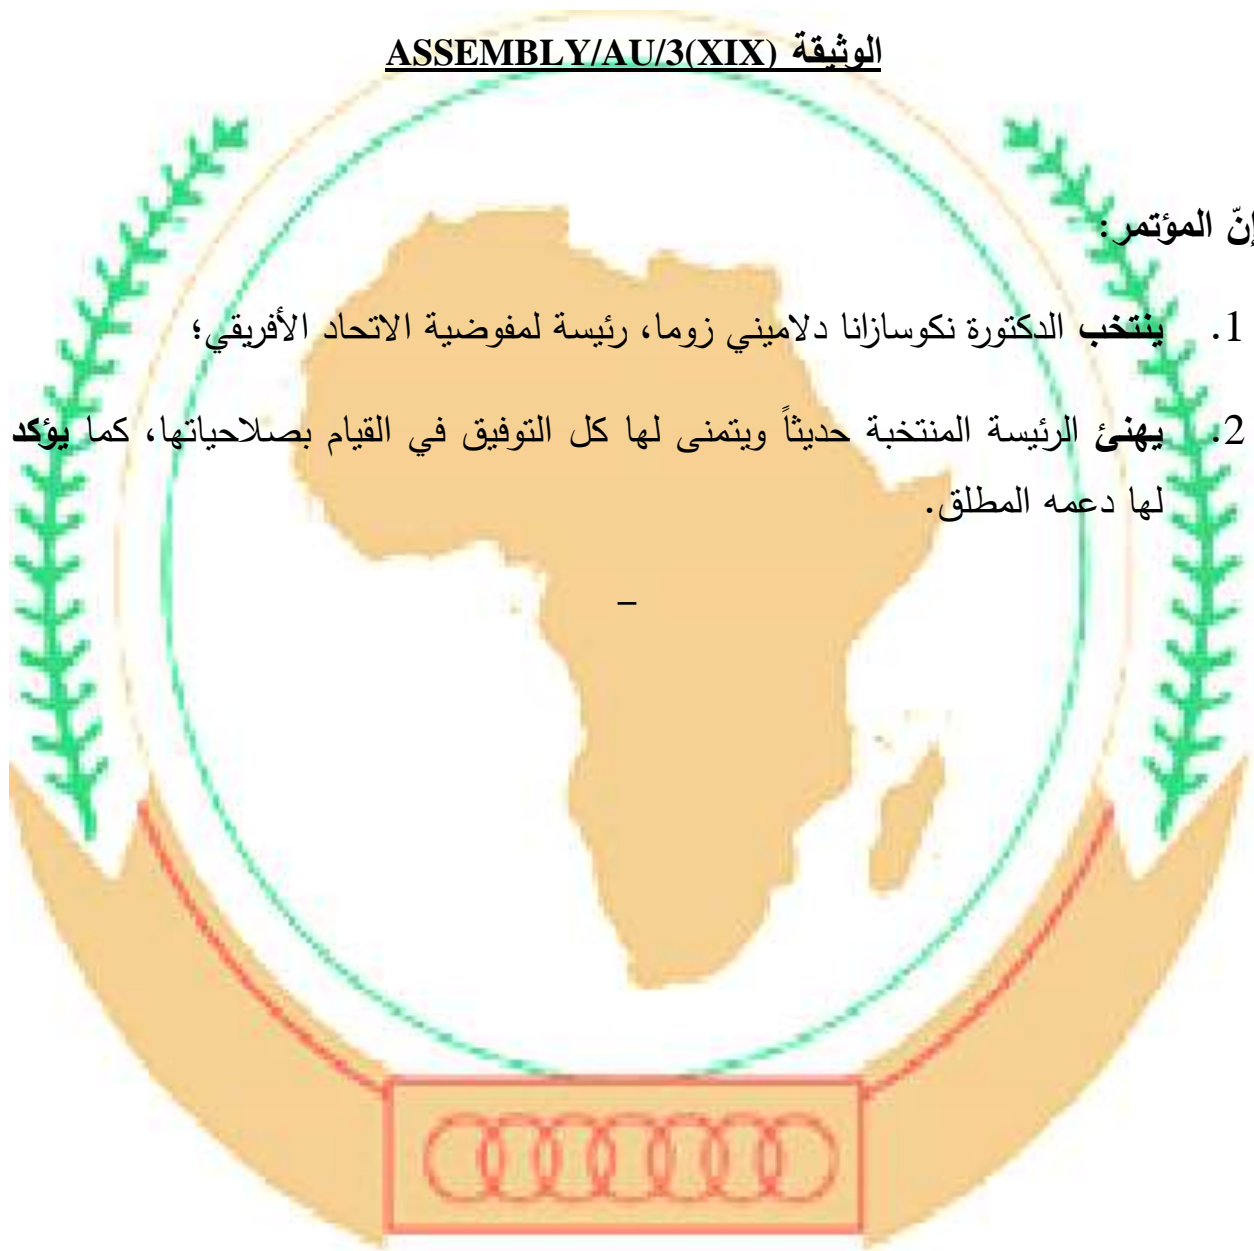 الوثيقة ASSEMBLY/AU/3(XIX)
إنّ المؤتمر:
1. ينتخب الدكتورة نكوسازانا دلاميني زوما، رئيسة لمفوضية الاتحاد الأفريقي؛
2. يهنئ الرئيسة المنتخبة حديثاً ويتمنى لها كل التوفيق في القيام بصلاحياتها، كما يؤكد
لها دعمه المطلق.
–